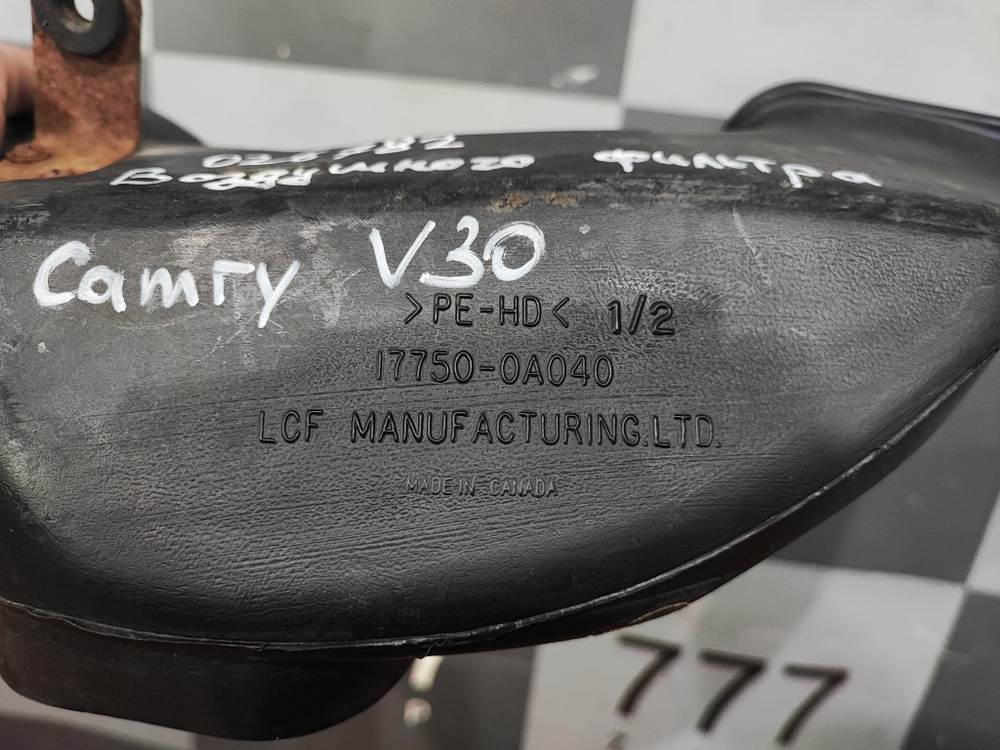 Воздушного фильтра
Camry V30
>PE-HD< 1/2
17750-0A040
LCF MANUFACTURING.LTD.
MADE IN CANADA
777